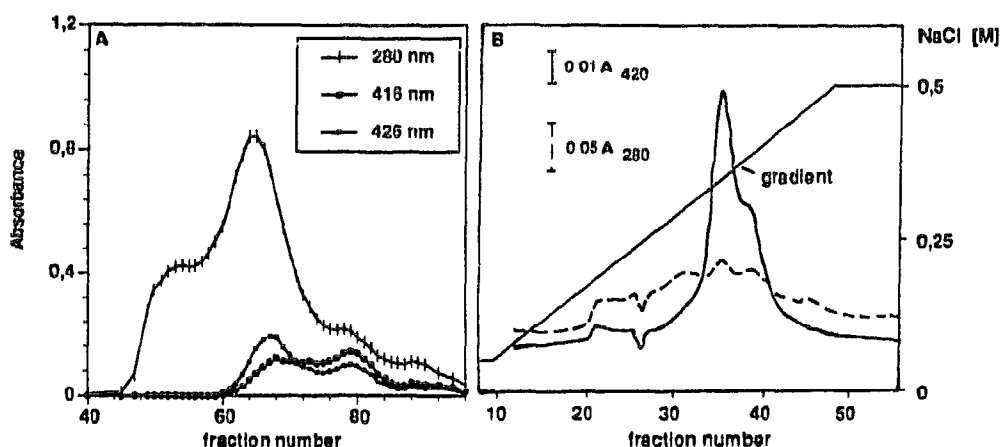 A
1,2
0,8
0,4
0
Absorbance
40
60
80
fraction number
280 nm
416 nm
426 nm
B
0.01 A 420
0.05 A 280
gradient
NaCl [M]
0,5
0,25
0
10
20
30
40
50
fraction number